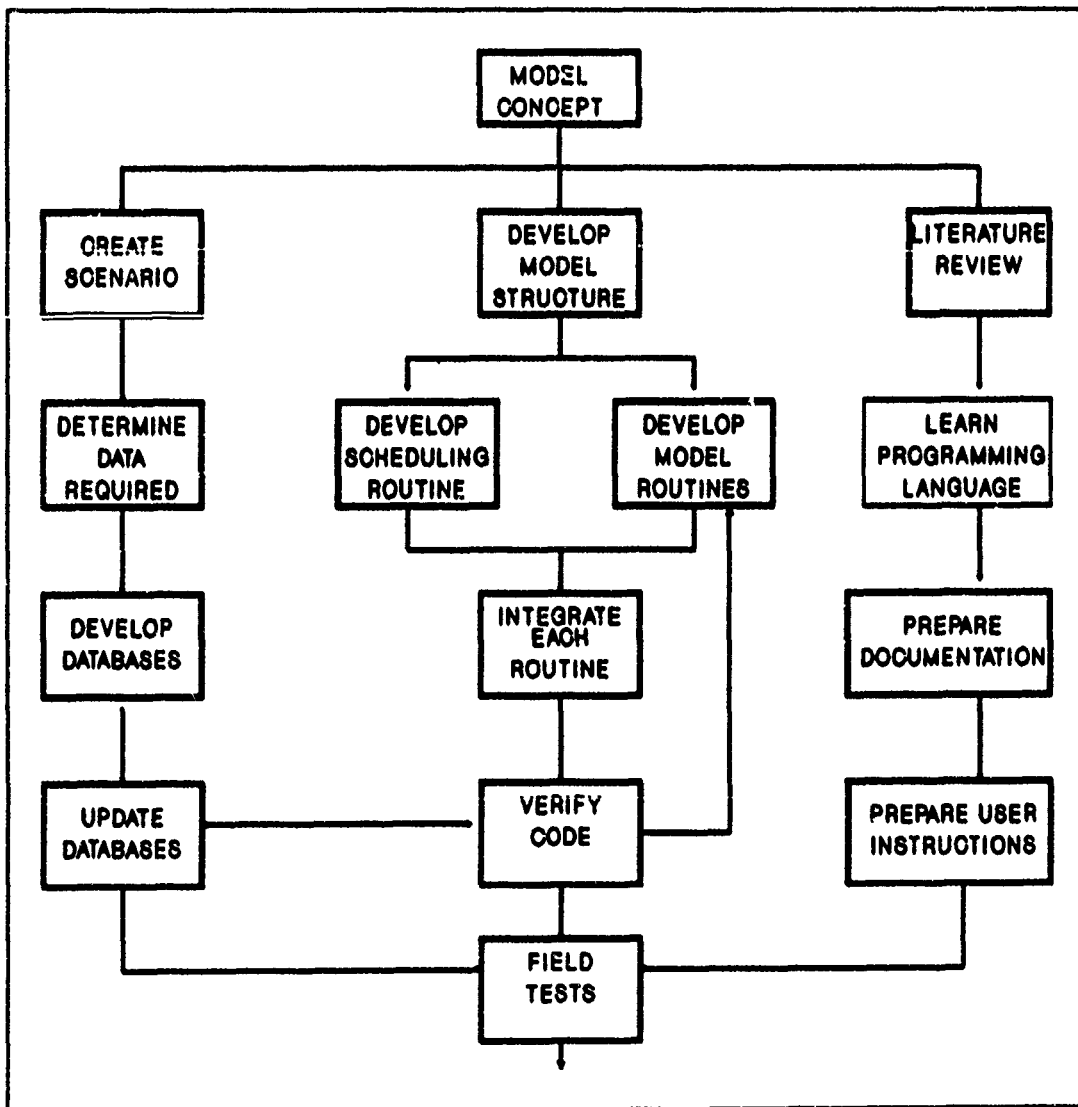 MODEL
CONCEPT
CREATE
SCENARIO
DEVELOP
MODEL
STRUCTURE
LITERATURE
REVIEW
DETERMINE
DATA
REQUIRED
DEVELOP
SCHEDULING
ROUTINE
DEVELOP
MODEL
ROUTINES
LEARN
PROGRAMMING
LANGUAGE
DEVELOP
DATABASES
INTEGRATE
EACH
ROUTINE
PREPARE
DOCUMENTATION
UPDATE
DATABASES
VERIFY
CODE
PREPARE USER
INSTRUCTIONS
FIELD
TESTS